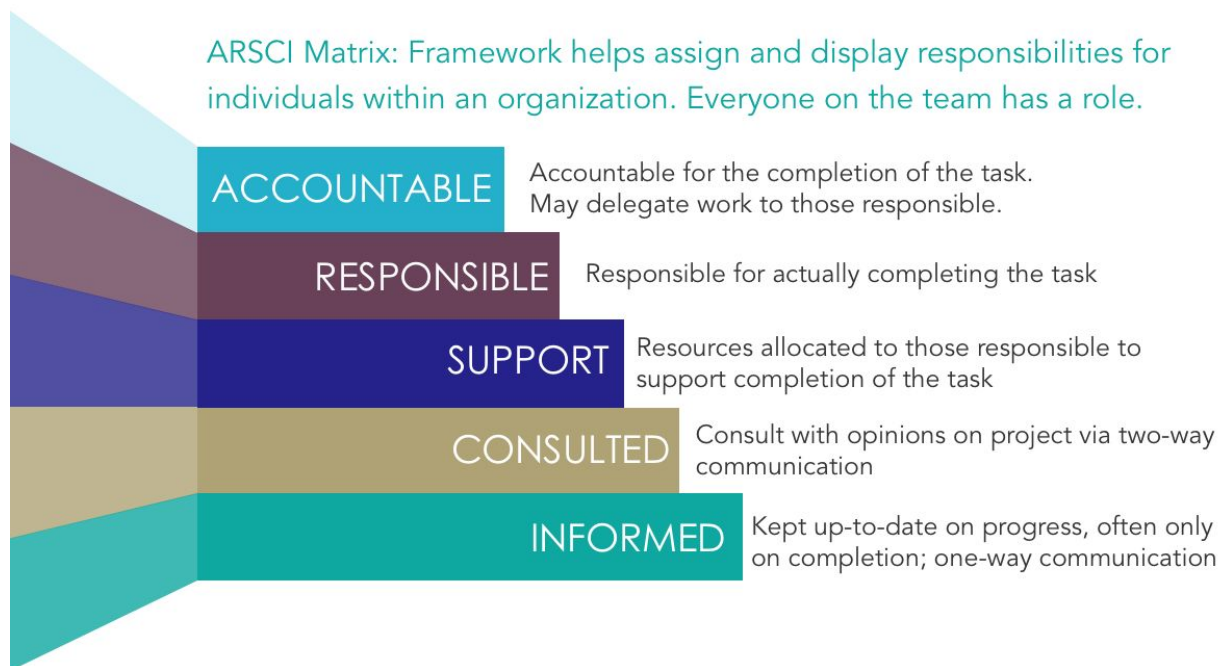 ARSCI Matrix: Framework helps assign and display responsibilities for
individuals within an organization. Everyone on the team has a role.
ACCOUNTABLE
Accountable for the completion of the task.
May delegate work to those responsible.
RESPONSIBLE
Responsible for actually completing the task
SUPPORT
Resources allocated to those responsible to
support completion of the task
CONSULTED
Consult with opinions on project via two-way
communication
INFORMED
Kept up-to-date on progress, often only
on completion; one-way communication